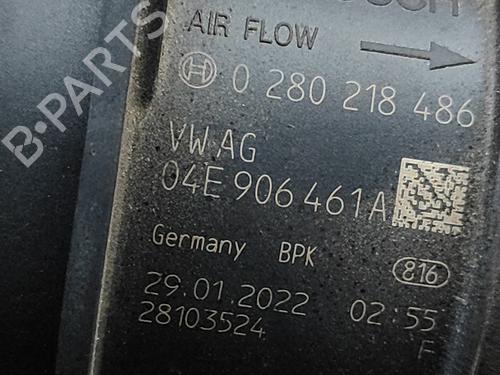 AIR FLOW
0 280 218 486
VW AG
04E 906 461A
Germany BPK 816
29.01.2022 02:55
28103524
B-PARTS